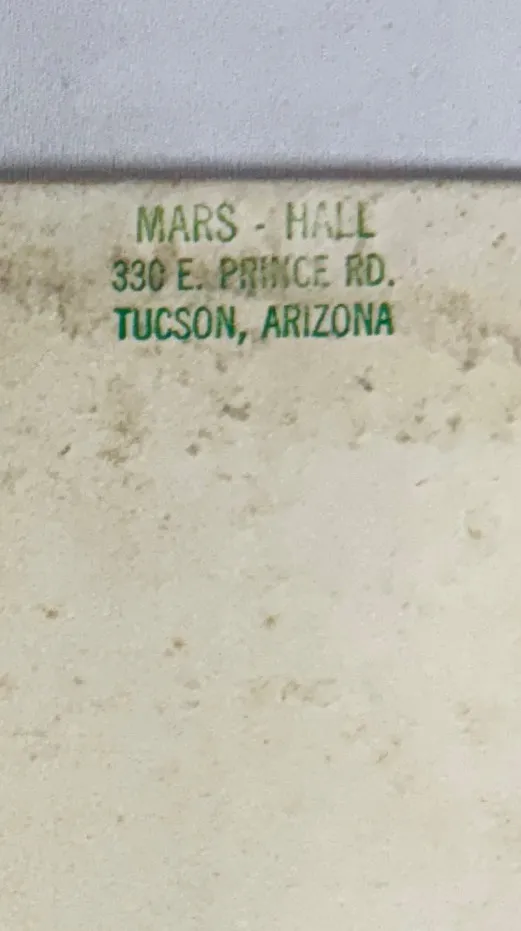 MARS - HALL
330 E. PRINCE RD.
TUCSON, ARIZONA